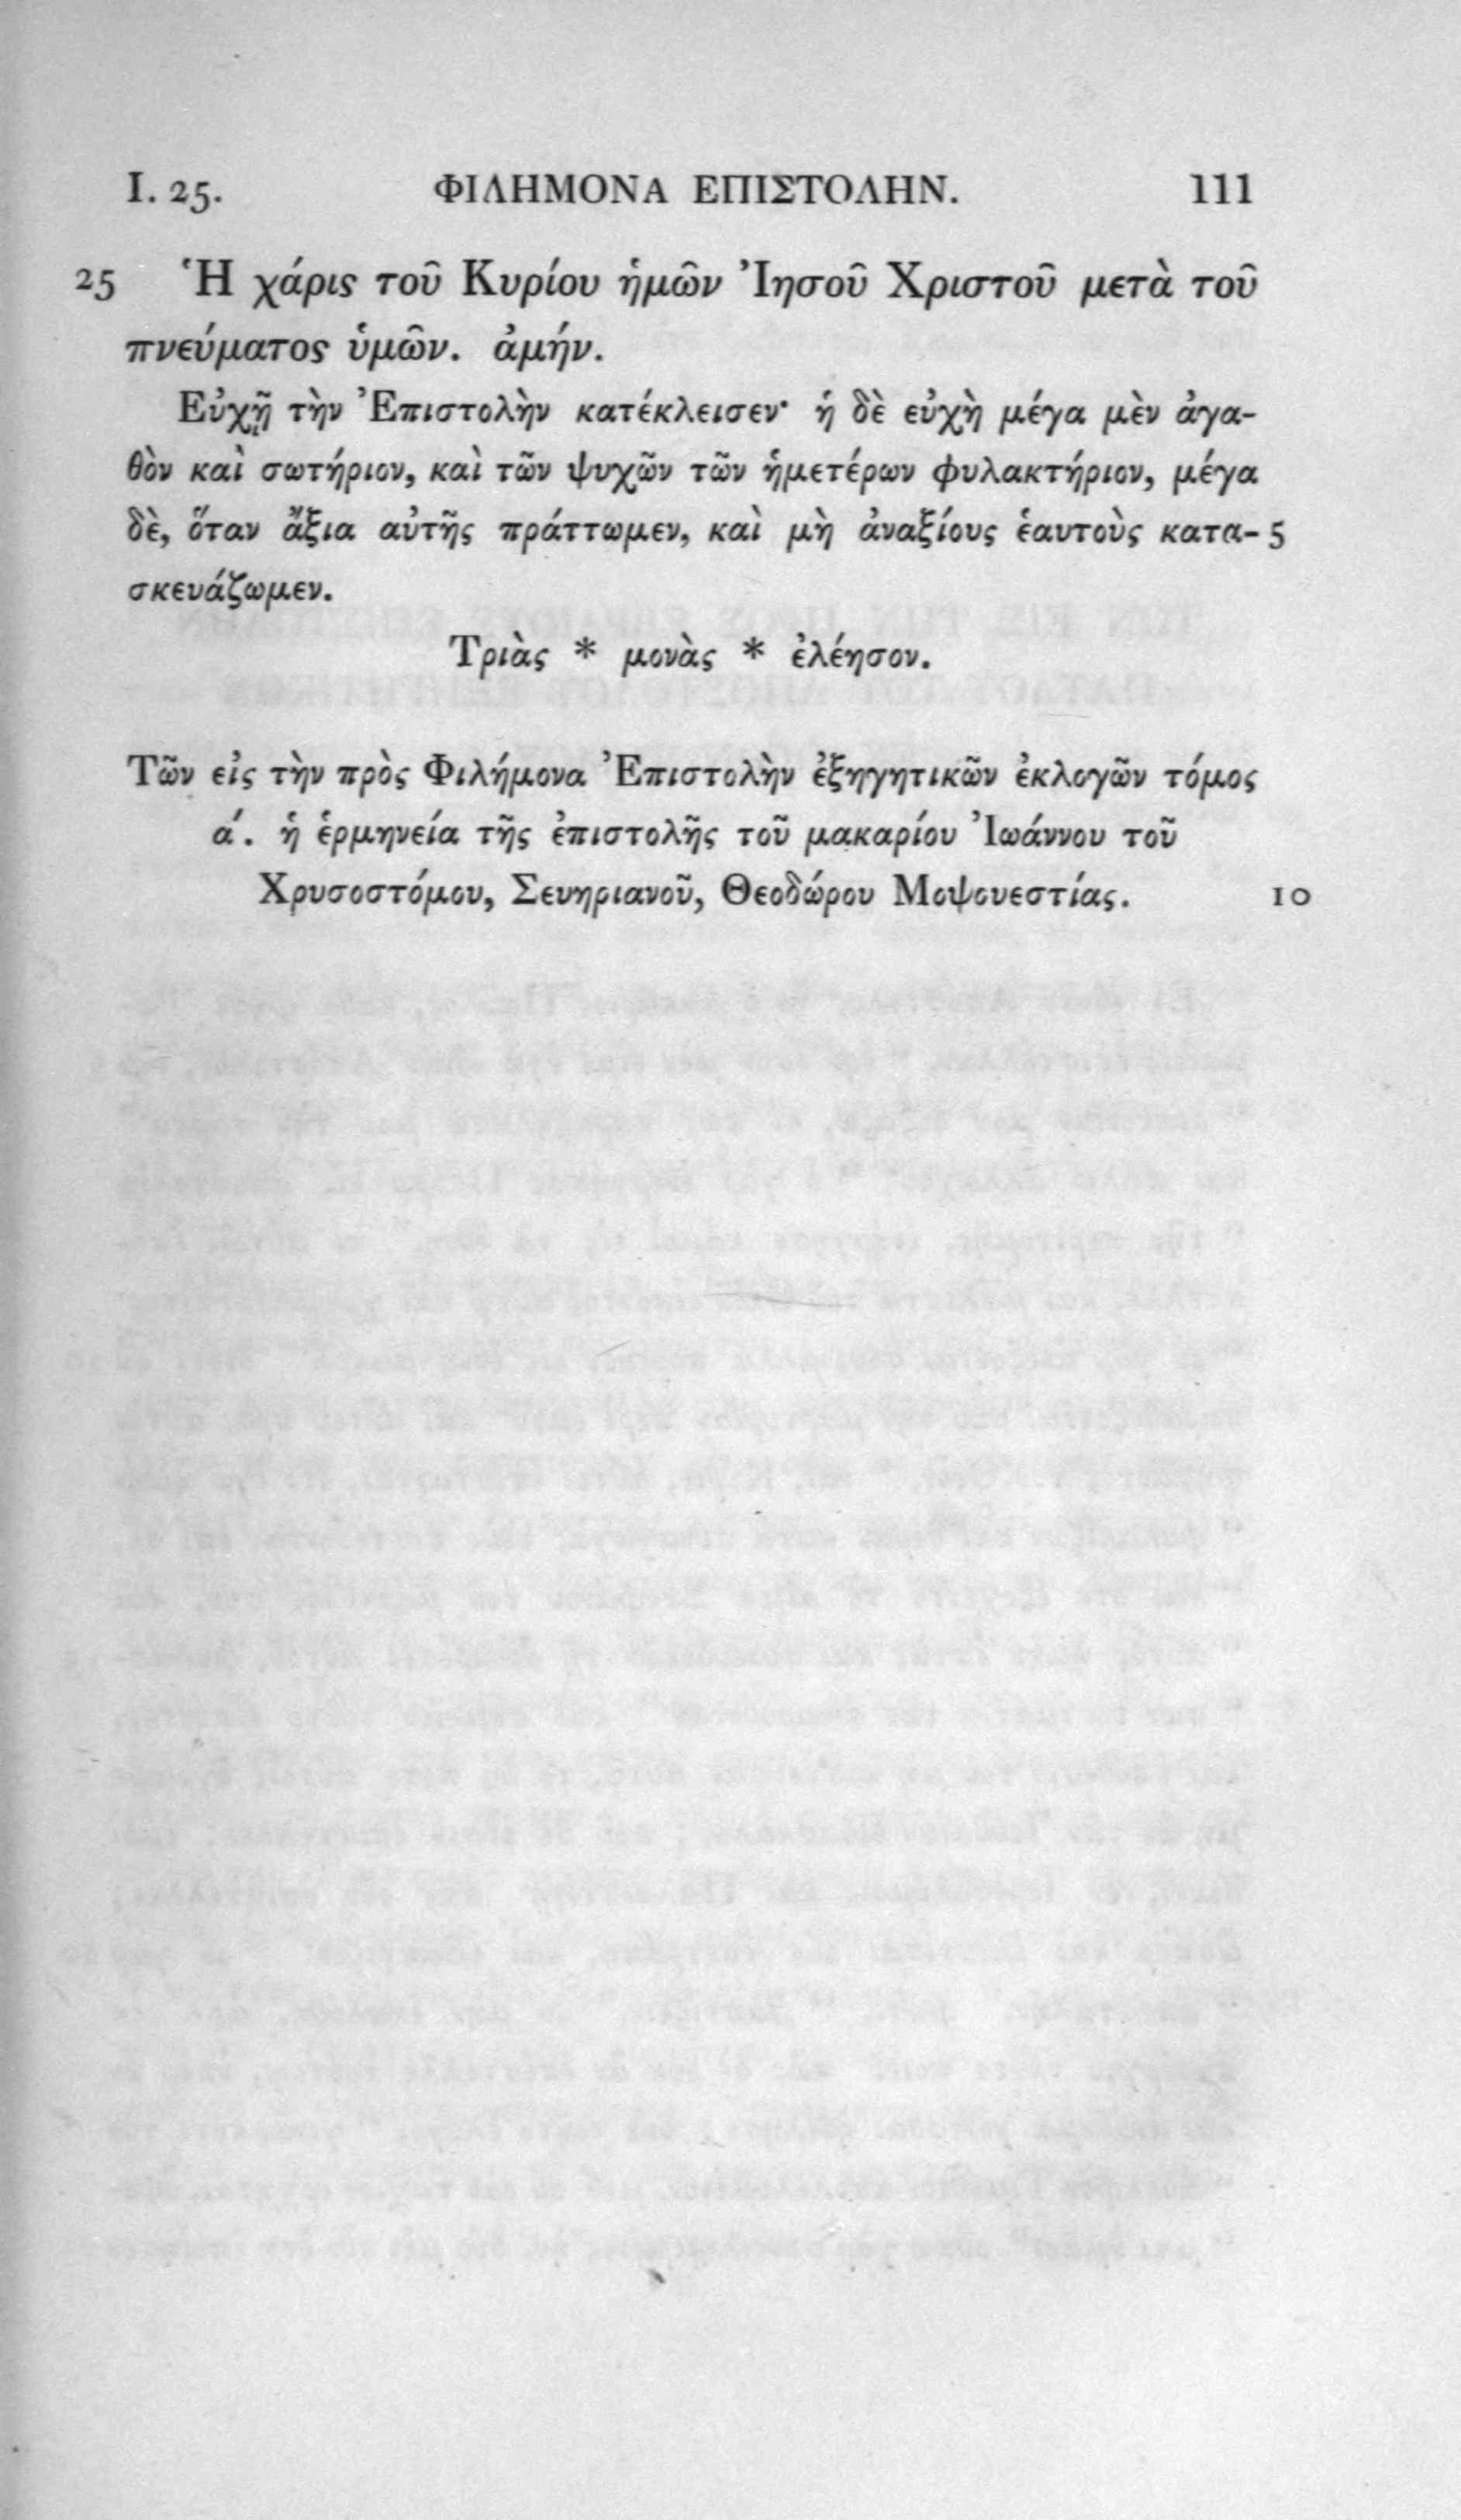 I. 25. ΦΙΛΗΜΟΝΑ ΕΠΙΣΤΟΛΗΝ. 111
25 Ἡ χάρις τοῦ Κυρίου ἡμῶν Ἰησοῦ Χριστοῦ μετὰ τοῦ
πνεύματος ὑμῶν. ἀμήν.
Εὐχῇ τὴν Ἐπιστολὴν κατέκλεισεν· ἡ δὲ εὐχὴ μέγα μὲν ἀγα-
θὸν καὶ σωτήριον, καὶ τῶν ψυχῶν τῶν ἡμετέρων φυλακτήριον, μέγα
δὲ, ὅταν ἄξια αὐτῆς πράττωμεν, καὶ μὴ ἀναξίους ἑαυτοὺς κατα- 5
σκευάζωμεν.
Τριὰς * μονὰς * ἐλέησον.
Τῶν εἰς τὴν πρὸς Φιλήμονα Ἐπιστολὴν ἐξηγητικῶν ἐκλογῶν τόμος
α΄. ἡ ἑρμηνεία τῆς ἐπιστολῆς τοῦ μακαρίου Ἰωάννου τοῦ
Χρυσοστόμου, Σευηριανοῦ, Θεοδώρου Μοψουεστίας. 10